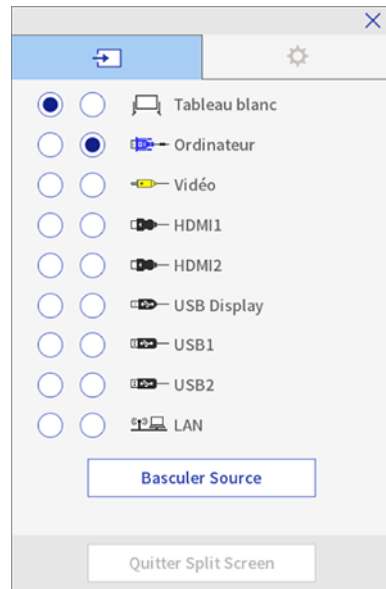 Tableau blanc
Ordinateur
Vidéo
HDMI1
HDMI2
USB Display
USB1
USB2
LAN
Basculer Source
Quitter Split Screen